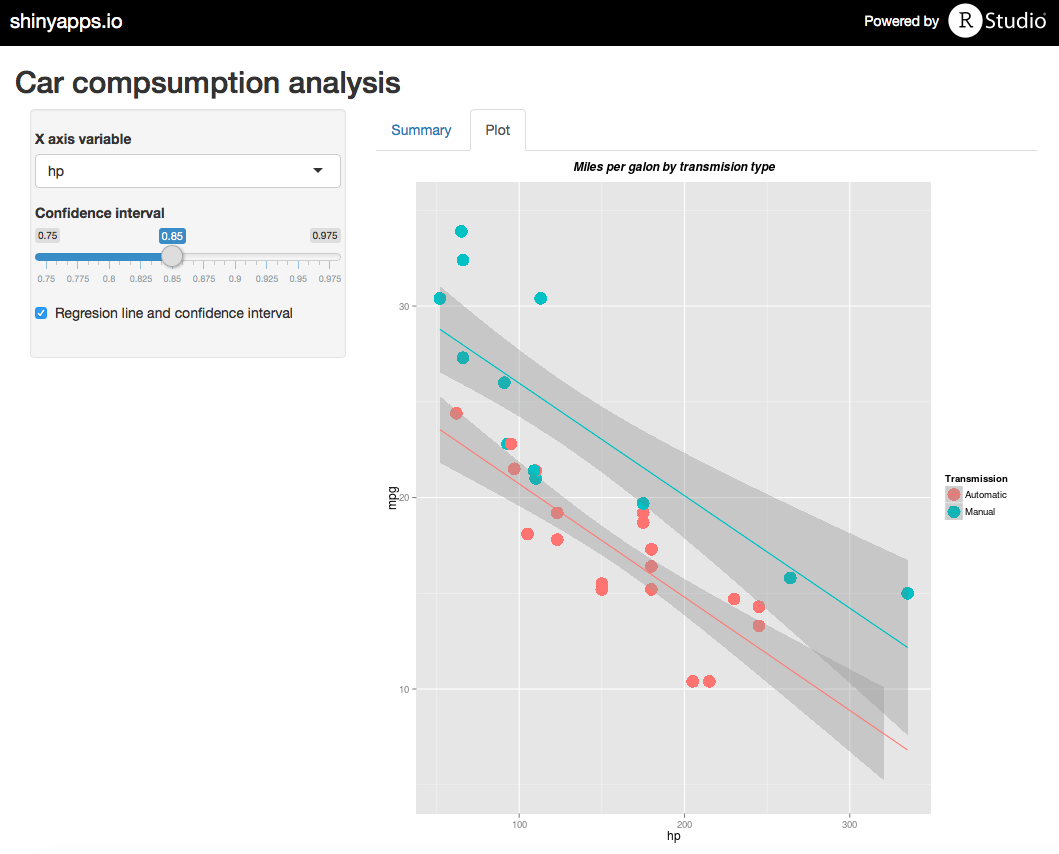 shinyapps.io
Powered by R Studio
Car compsumption analysis
X axis variable
hp
Confidence interval
0.75 0.85 0.975
0.75 0.775 0.8 0.825 0.85 0.875 0.9 0.925 0.95 0.975
Regresion line and confidence interval
Summary Plot
Miles per galon by transmision type
30
20
10
mpg
100 200 300
hp
Transmission
Automatic
Manual